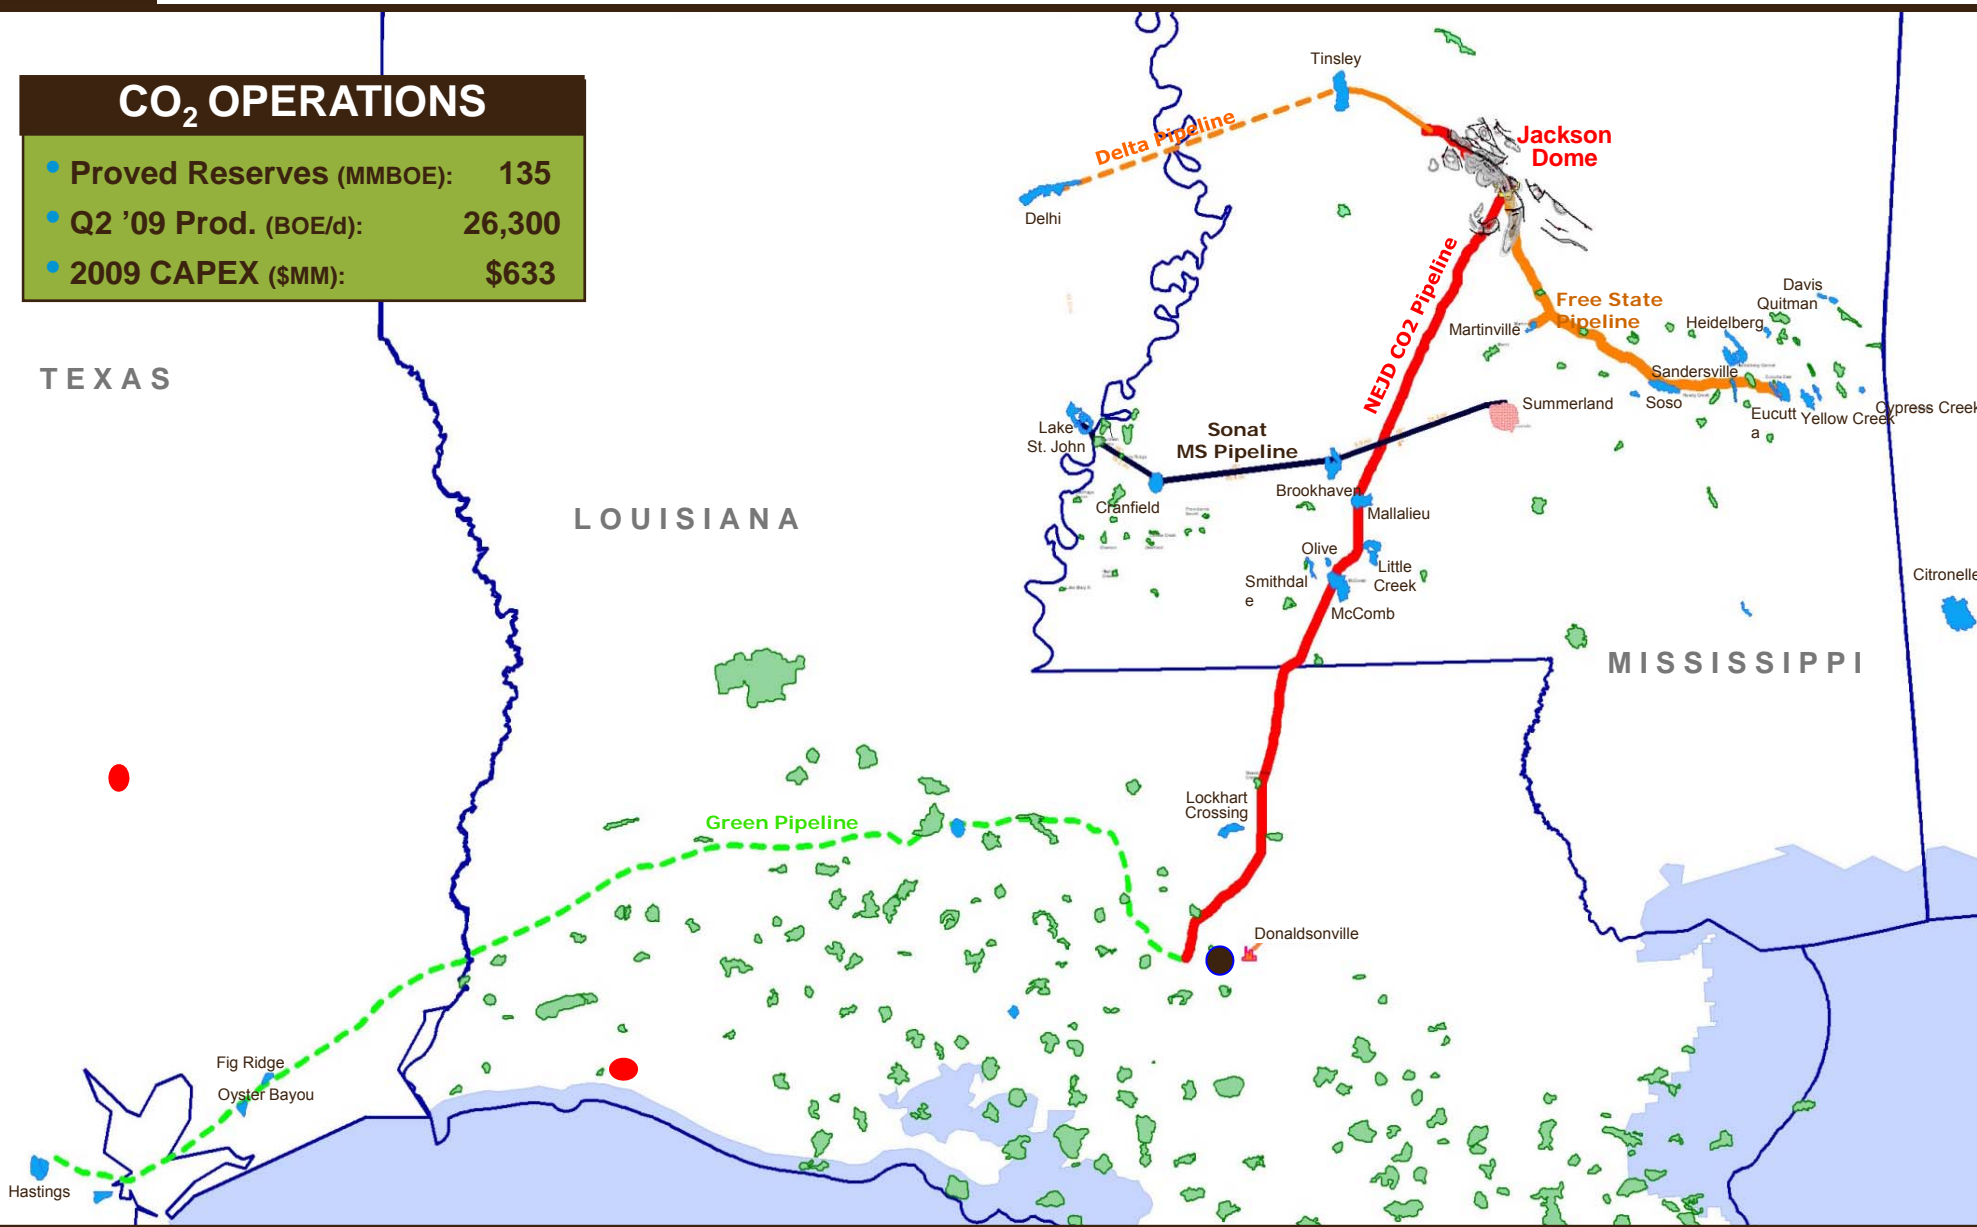 CO₂ OPERATIONS
• Proved Reserves (MMBOE): 135
• Q2 ’09 Prod. (BOE/d): 26,300
• 2009 CAPEX ($MM): $633
Tinsley
Delta Pipeline
Jackson
Dome
Delhi
NEJD CO2 Pipeline
Free State
Pipeline
Davis
Quitman
Martinville
Heidelberg
TEXAS
Sandersville
Soso
Summerland
Eucutt
a
Yellow Creek
Cypress Creek
Lake
St. John
Sonat
MS Pipeline
Brookhaven
Cranfield
Mallalieu
LOUISIANA
Olive
Little
Creek
Smithdal
e
McComb
Citronelle
MISSISSIPPI
Lockhart
Crossing
Green Pipeline
Donaldsonville
Fig Ridge
Oyster Bayou
Hastings